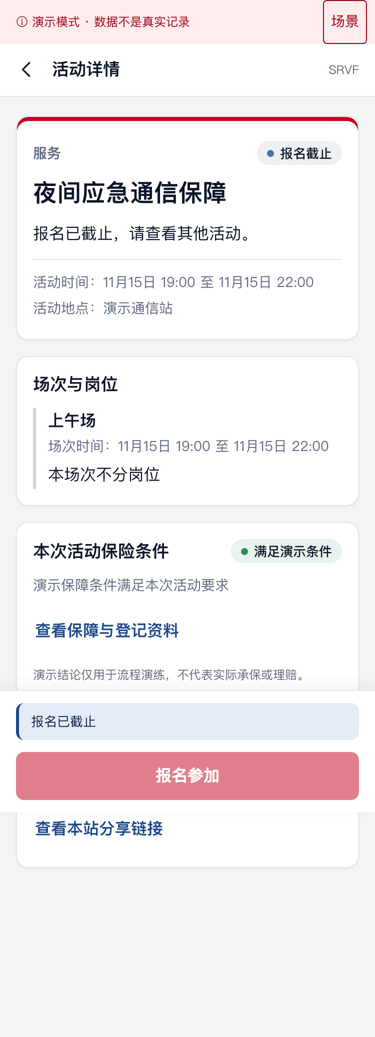 演示模式 · 数据不是真实记录
场景
活动详情
SRVF
服务
报名截止
夜间应急通信保障
报名已截止，请查看其他活动。
活动时间：11月15日 19:00 至 11月15日 22:00
活动地点：演示通信站
场次与岗位
上午场
场次时间：11月15日 19:00 至 11月15日 22:00
本场次不分岗位
本次活动保险条件
满足演示条件
演示保障条件满足本次活动要求
查看保障与登记资料
演示结论仅用于流程演练，不代表实际承保或理赔。
报名已截止
报名参加
查看本站分享链接